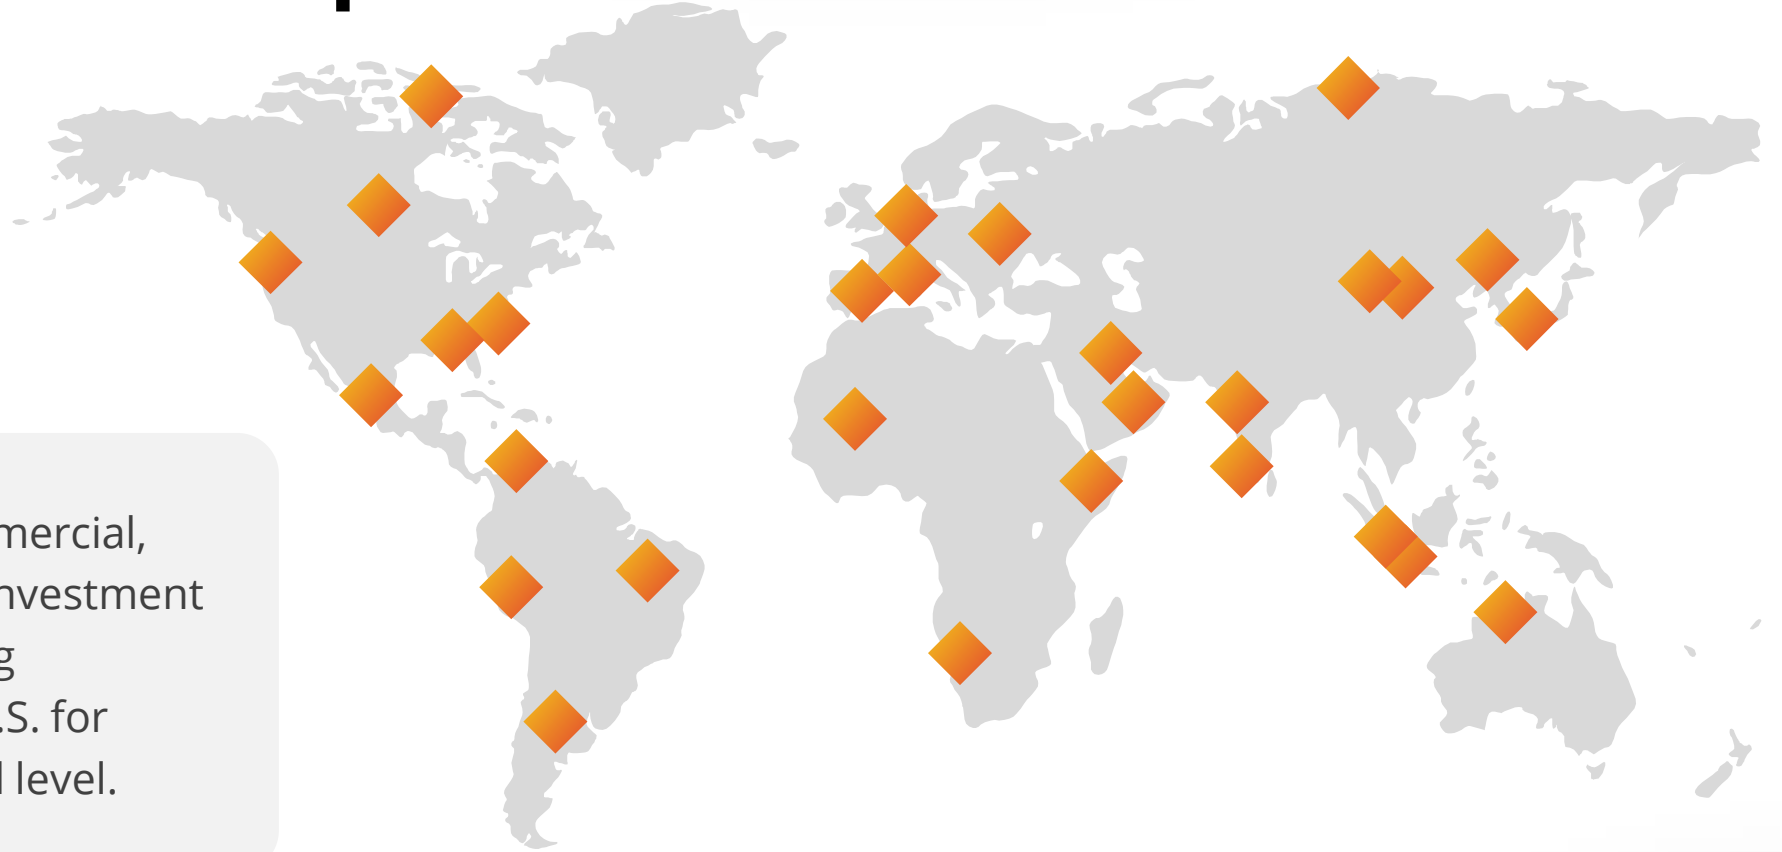 mercial,
nvestment
g
.S. for
level.